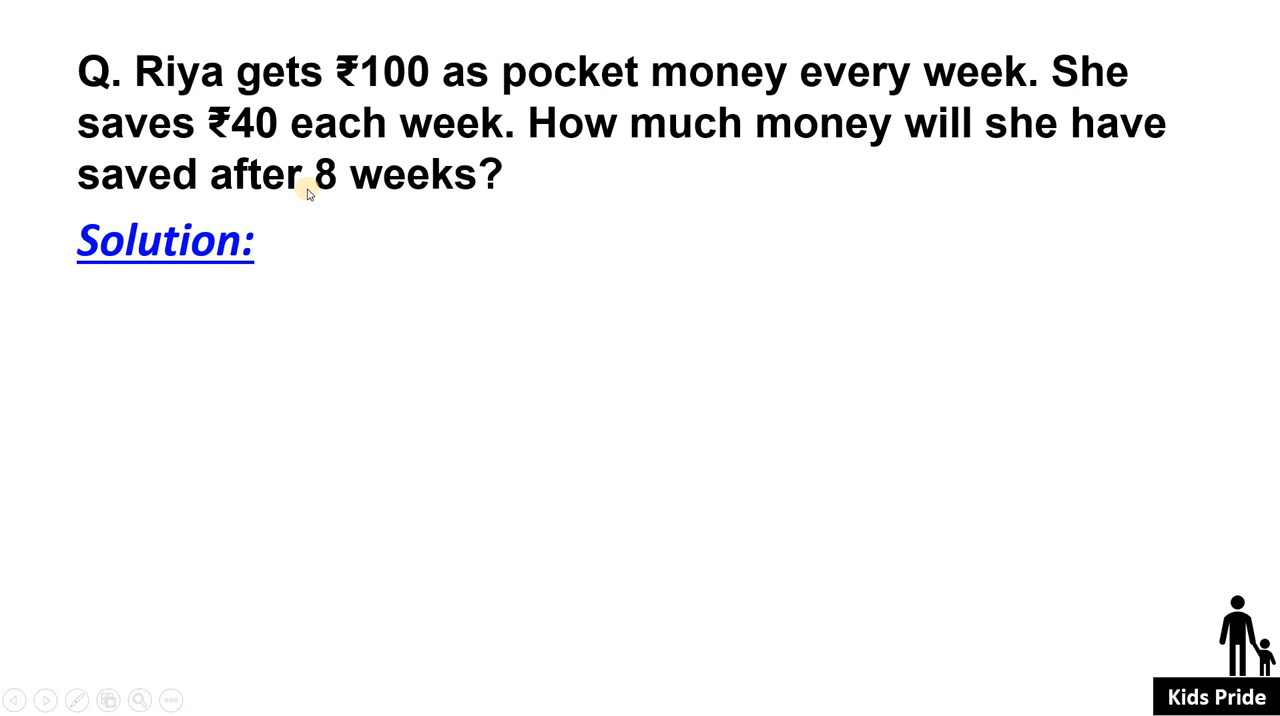 Q. Riya gets ₹100 as pocket money every week. She
saves ₹40 each week. How much money will she have
saved after 8 weeks?
Solution:
Kids Pride